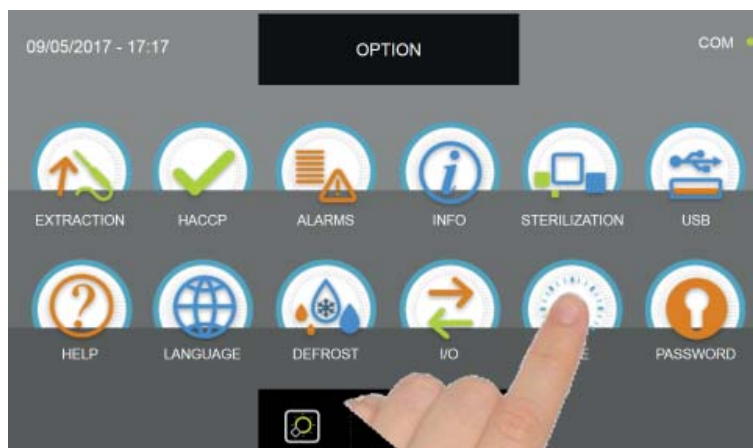 09/05/2017 - 17:17
OPTION
COM
EXTRACTION
HACCP
ALARMS
INFO
STERILIZATION
USB
HELP
LANGUAGE
DEFROST
I/O
PASSWORD